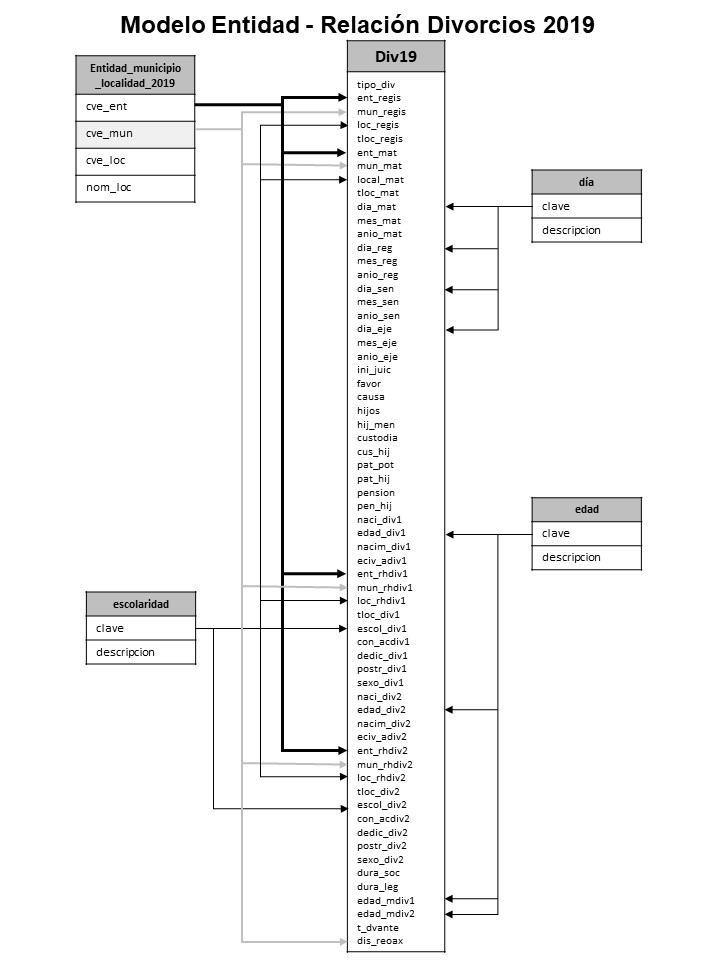 Modelo Entidad - Relación Divorcios 2019
Entidad_municipio
_localidad_2019
cve_ent
cve_mun
cve_loc
nom_loc
Div19
tipo_div
ent_regis
mun_regis
loc_regis
tloc_regis
ent_mat
mun_mat
local_mat
tloc_mat
dia_mat
mes_mat
anio_mat
dia_reg
mes_reg
anio_reg
dia_sen
mes_sen
anio_sen
dia_eje
mes_eje
anio_eje
ini_juic
favor
causa
hijos
hij_men
custodia
cus_hij
pat_pot
pat_hij
pension
pen_hij
naci_div1
edad_div1
nacim_div1
eciv_adiv1
ent_rhdiv1
mun_rhdiv1
loc_rhdiv1
tloc_div1
escol_div1
con_acdiv1
dedic_div1
postr_div1
sexo_div1
naci_div2
edad_div2
nacim_div2
eciv_adiv2
ent_rhdiv2
mun_rhdiv2
loc_rhdiv2
tloc_div2
escol_div2
con_acdiv2
dedic_div2
postr_div2
sexo_div2
dura_soc
dura_leg
edad_mdiv1
edad_mdiv2
t_dvante
dis_reoax
día
clave
descripcion
edad
clave
descripcion
escolaridad
clave
descripcion